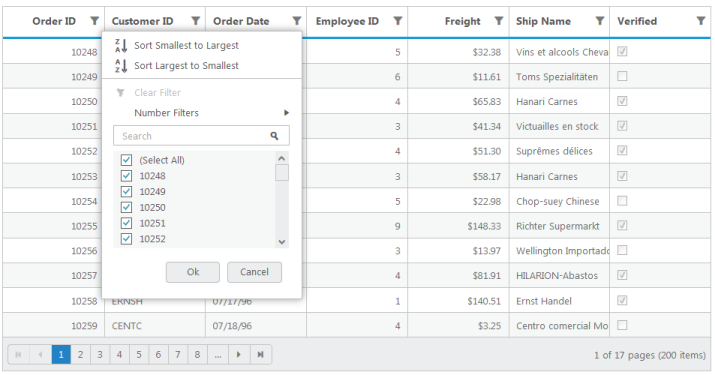 Order ID Customer ID Order Date Employee ID Freight Ship Name Verified
10248 5 $32.38 Vins et alcools Cheva
10249 6 $11.61 Toms Spezialitäten
10250 4 $65.83 Hanari Carnes
10251 3 $41.34 Victuailles en stock
10252 4 $51.30 Suprêmes délices
10253 3 $58.17 Hanari Carnes
10254 5 $22.98 Chop-suey Chinese
10255 9 $148.33 Richter Supermarkt
10256 3 $13.97 Wellington Importado
10257 4 $81.91 HILARION-Abastos
10258 ERNSH 07/17/96 1 $140.51 Ernst Handel
10259 CENTC 07/18/96 4 $3.25 Centro comercial Mo
Sort Smallest to Largest
Sort Largest to Smallest
Clear Filter
Number Filters
Search
(Select All)
10248
10249
10250
10251
10252
Ok Cancel
1 2 3 4 5 6 7 8 ... 1 of 17 pages (200 items)